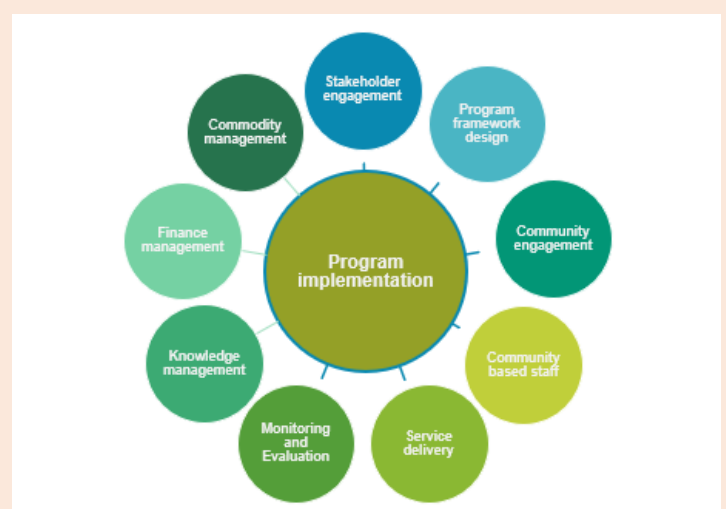 Stakeholder
engagement
Program
framework
design
Community
engagement
Community
based staff
Service
delivery
Monitoring
and
Evaluation
Knowledge
management
Finance
management
Commodity
management
Program
implementation